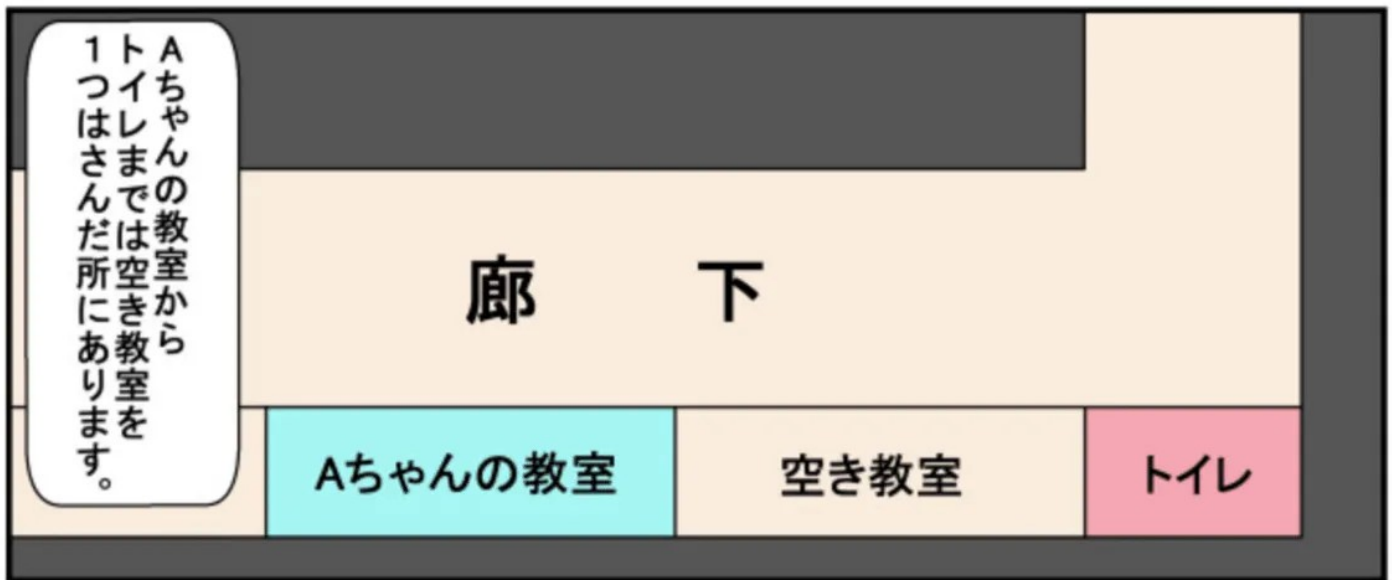 Aちゃんの教室から
トイレまでは空き教室を
1つはさんだ所にあります。
廊下
Aちゃんの教室
空き教室
トイレ